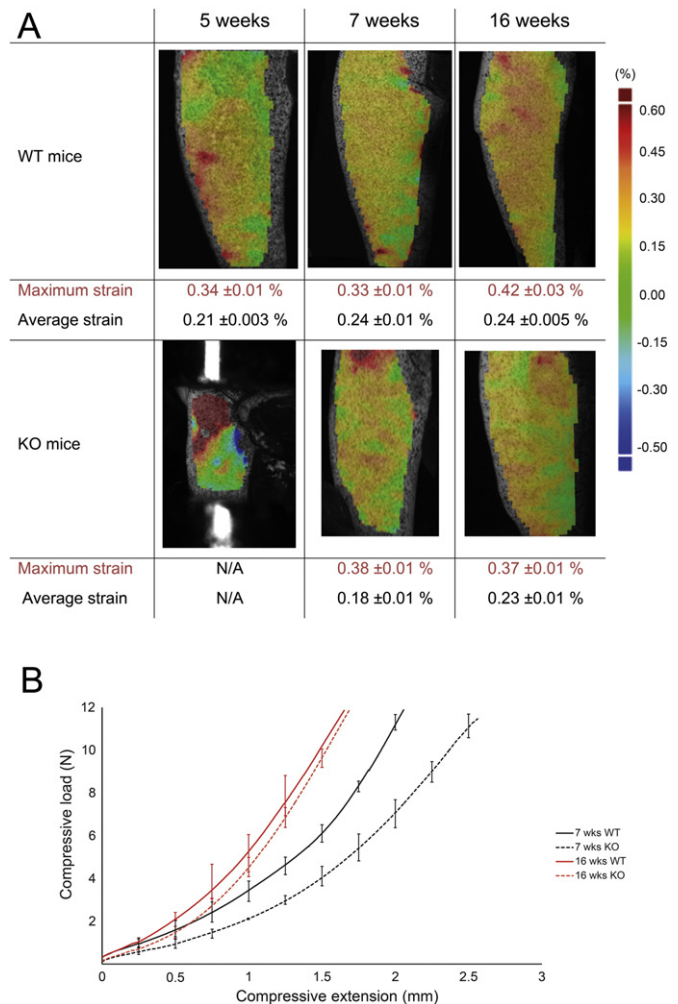 A
5 weeks 7 weeks 16 weeks
(%)
0.60
0.45
0.30
0.15
0.00
-0.15
-0.30
-0.50
WT mice
Maximum strain 0.34 ±0.01 % 0.33 ±0.01 % 0.42 ±0.03 %
Average strain 0.21 ±0.003 % 0.24 ±0.01 % 0.24 ±0.005 %
KO mice
Maximum strain N/A 0.38 ±0.01 % 0.37 ±0.01 %
Average strain N/A 0.18 ±0.01 % 0.23 ±0.01 %
B
Compressive load (N)
12
10
8
6
4
2
0 0.5 1 1.5 2 2.5 3
Compressive extension (mm)
7 wks WT
7 wks KO
16 wks WT
16 wks KO